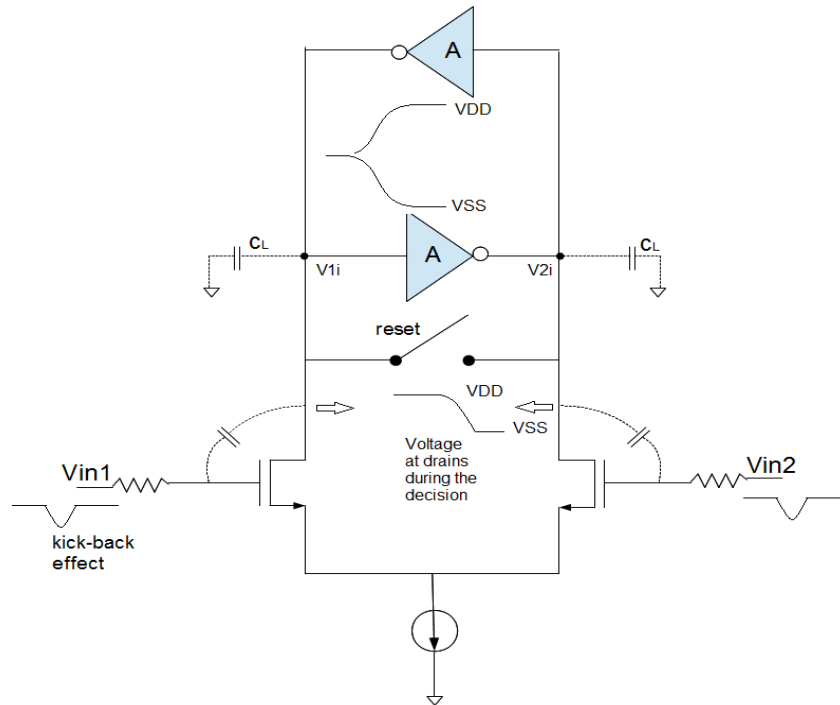 A
VDD
VSS
CL
A
CL
V1i
V2i
reset
VDD
VSS
Voltage
at drains
during the
decision
Vin1
Vin2
kick-back
effect